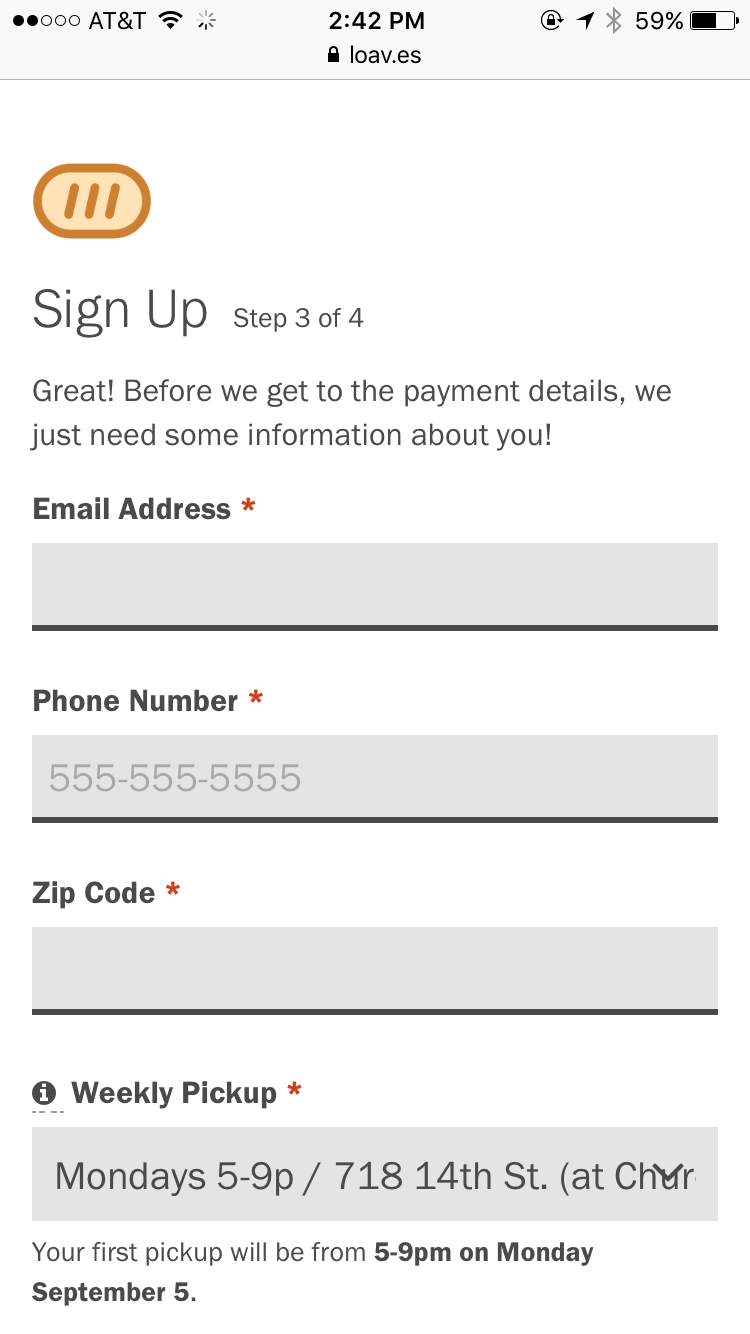 AT&T 2:42 PM 59%
loav.es
Sign Up Step 3 of 4
Great! Before we get to the payment details, we
just need some information about you!
Email Address *
Phone Number *
555-555-5555
Zip Code *
Weekly Pickup *
Mondays 5-9p / 718 14th St. (at Chur
Your first pickup will be from 5-9pm on Monday
September 5.